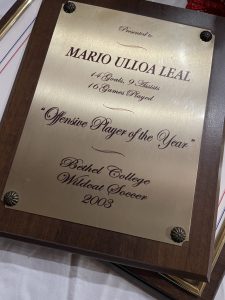 Presented to
MARIO ULLOA LEAL
14 Goals, 9 Assists
16 Games Played
"Offensive Player of the Year"
Bethel College
Wildcat Soccer
2003